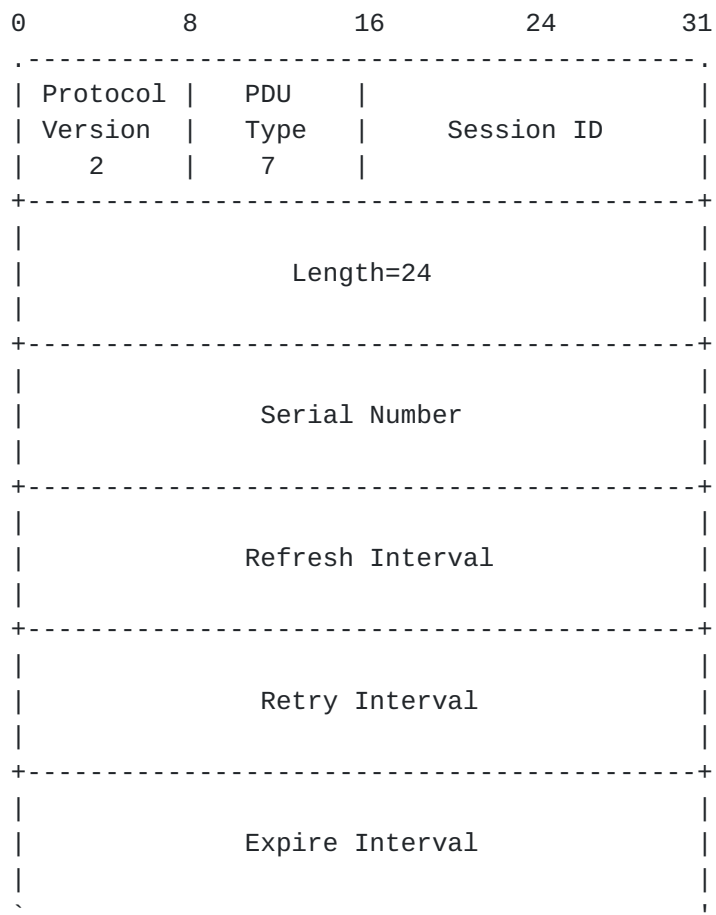 0          8          16         24        31
.-------------------------------------------.
| Protocol |   PDU    |                     |
| Version  |   Type   |     Session ID      |
|    2     |    7     |                     |
+-------------------------------------------+
|                                           |
|                 Length=24                 |
|                                           |
+-------------------------------------------+
|                                           |
|               Serial Number               |
|                                           |
+-------------------------------------------+
|                                           |
|              Refresh Interval             |
|                                           |
+-------------------------------------------+
|                                           |
|               Retry Interval              |
|                                           |
+-------------------------------------------+
|                                           |
|              Expire Interval              |
|                                           |
`-------------------------------------------'